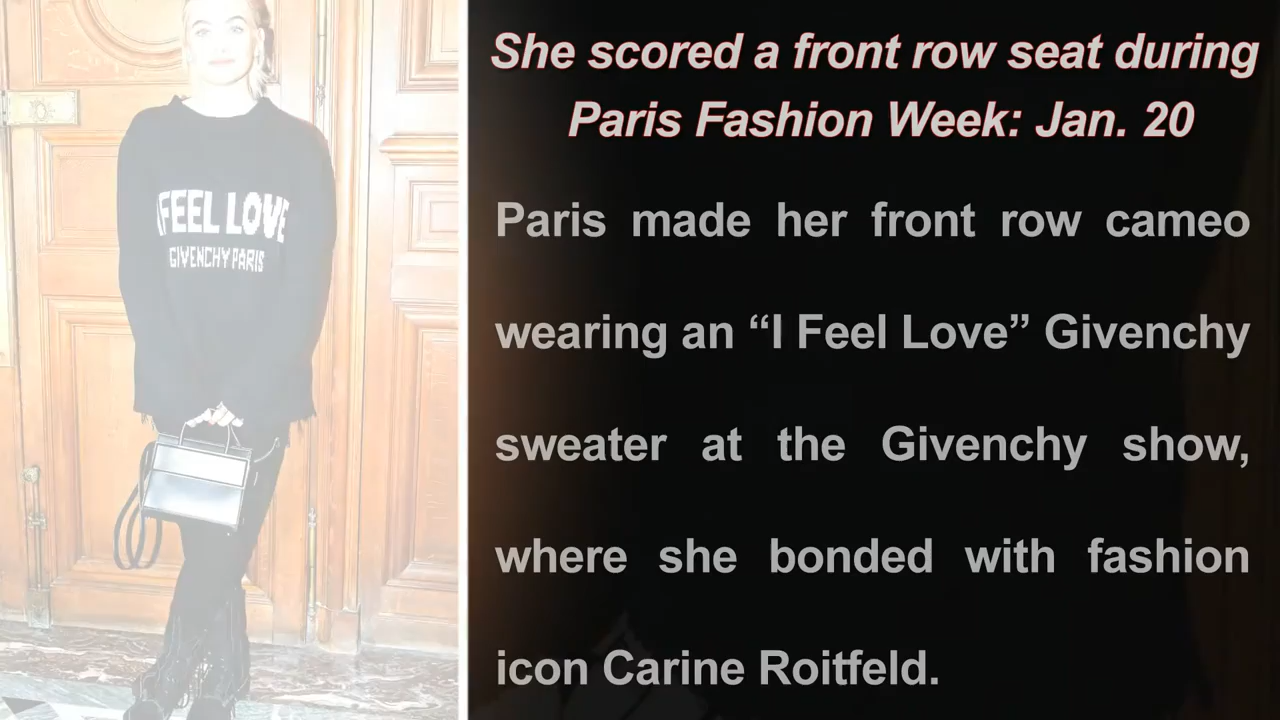 I FEEL LOVE
GIVENCHY PARIS
She scored a front row seat during
Paris Fashion Week: Jan. 20
Paris made her front row cameo
wearing an “I Feel Love” Givenchy
sweater at the Givenchy show,
where she bonded with fashion
icon Carine Roitfeld.